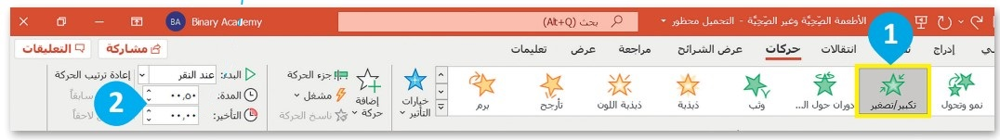 Binary Academy BA
بحث (Alt+Q)
الأطعمة الصّحِيّة وغير الصّحِيّة - التحميل محظور
1
إدراج
انتقالات
حركات
عرض الشرائح
مراجعة
عرض
تعليمات
مشاركة
التعليقات
نمو وتحول
تكبير/تصغير
دوران حول ال...
وثب
ذبذبة
ذبذبة اللون
تأرجح
برم
خيارات التأثير
إضافة حركة
جزء الحركة
مشغل
ناسخ الحركة
البدء: عند النقر
المدة: ٠٠,٥٠
التأخير: ٠٠,٠٠
إعادة ترتيب الحركة
سابقاً
لاحقاً
2